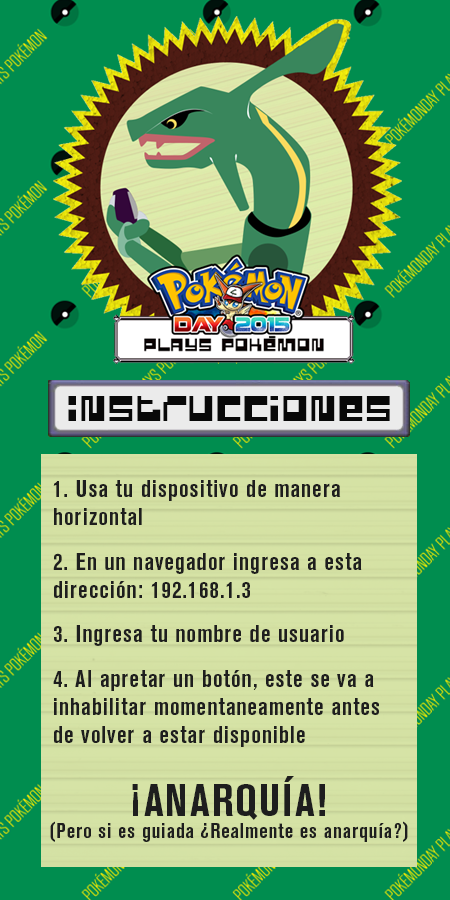 POKÉMON
DAY 2015
PLAYS POKÉMON
instrucciones
1. Usa tu dispositivo de manera
horizontal
2. En un navegador ingresa a esta
dirección: 192.168.1.3
3. Ingresa tu nombre de usuario
4. Al apretar un botón, este se va a
inhabilitar momentaneamente antes
de volver a estar disponible
¡ANARQUÍA!
(Pero si es guiada ¿Realmente es anarquía?)